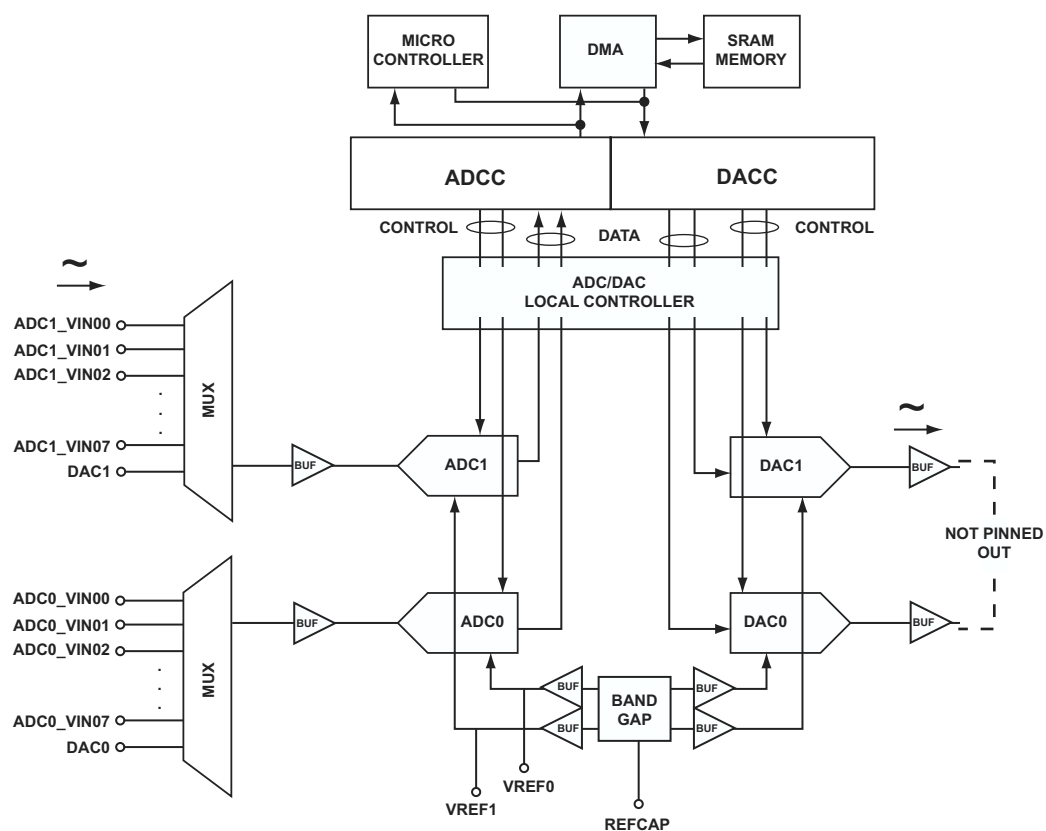 MICRO
CONTROLLER
DMA
SRAM
MEMORY
ADCC
DACC
CONTROL
DATA
CONTROL
ADC/DAC
LOCAL CONTROLLER
~
ADC1_VIN00
ADC1_VIN01
ADC1_VIN02
.
.
.
ADC1_VIN07
DAC1
MUX
BUF
ADC1
DAC1
~
BUF
NOT PINNED
OUT
ADC0_VIN00
ADC0_VIN01
ADC0_VIN02
.
.
.
ADC0_VIN07
DAC0
MUX
BUF
ADC0
DAC0
BUF
BUF
BUF
BAND
GAP
BUF
BUF
VREF0
VREF1
REFCAP